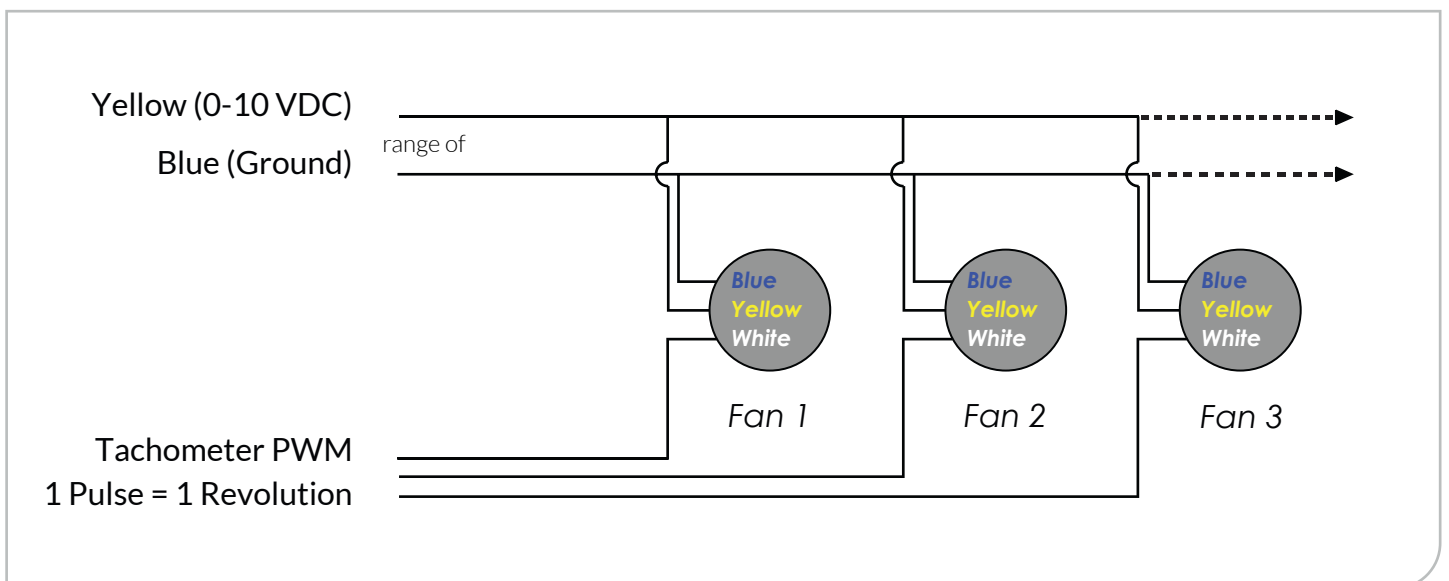 Yellow (0-10 VDC)
range of
Blue (Ground)
Blue
Yellow
White
Fan 1
Blue
Yellow
White
Fan 2
Blue
Yellow
White
Fan 3
Tachometer PWM
1 Pulse = 1 Revolution